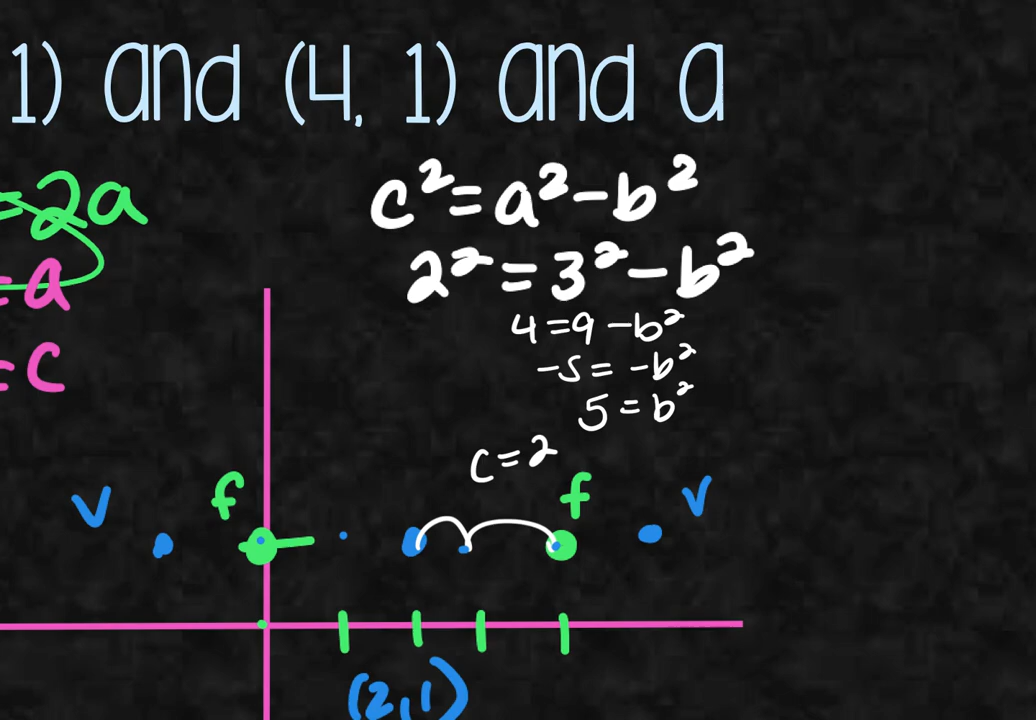 1) and (4, 1) and a
=2a
c²=a²-b²
=a
2²=3²-b²
4=9-b²
=c
-5=-b²
5=b²
c=2
v
f
f
v
(2,1)